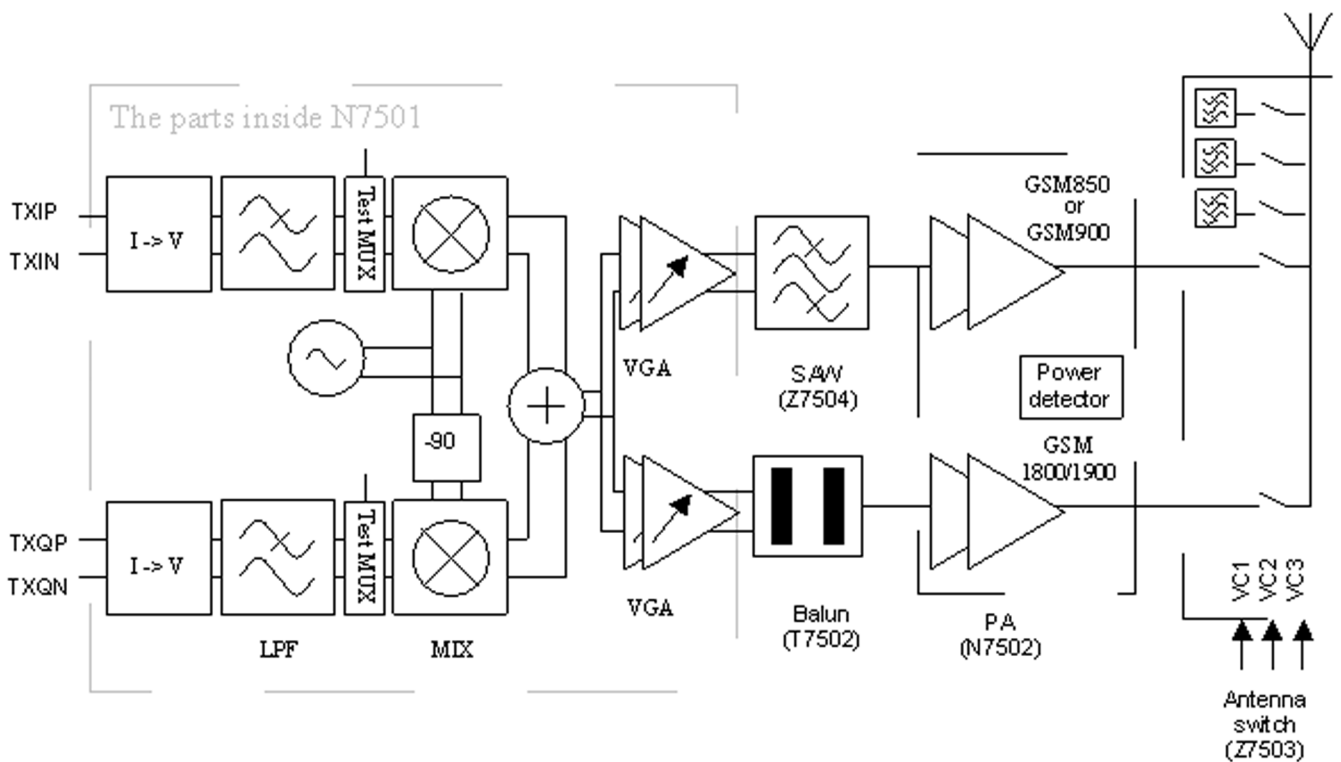 The parts inside N7501
TXIP
TXIN
I -> V
Test MUX
GSM850
or
GSM900
VGA
SAW
(Z7504)
Power
detector
-90
GSM
1800/1900
TXQP
TXQN
I -> V
Test MUX
LPF
MIX
VGA
Balun
(T7502)
PA
(N7502)
VC1
VC2
VC3
Antenna
switch
(Z7503)